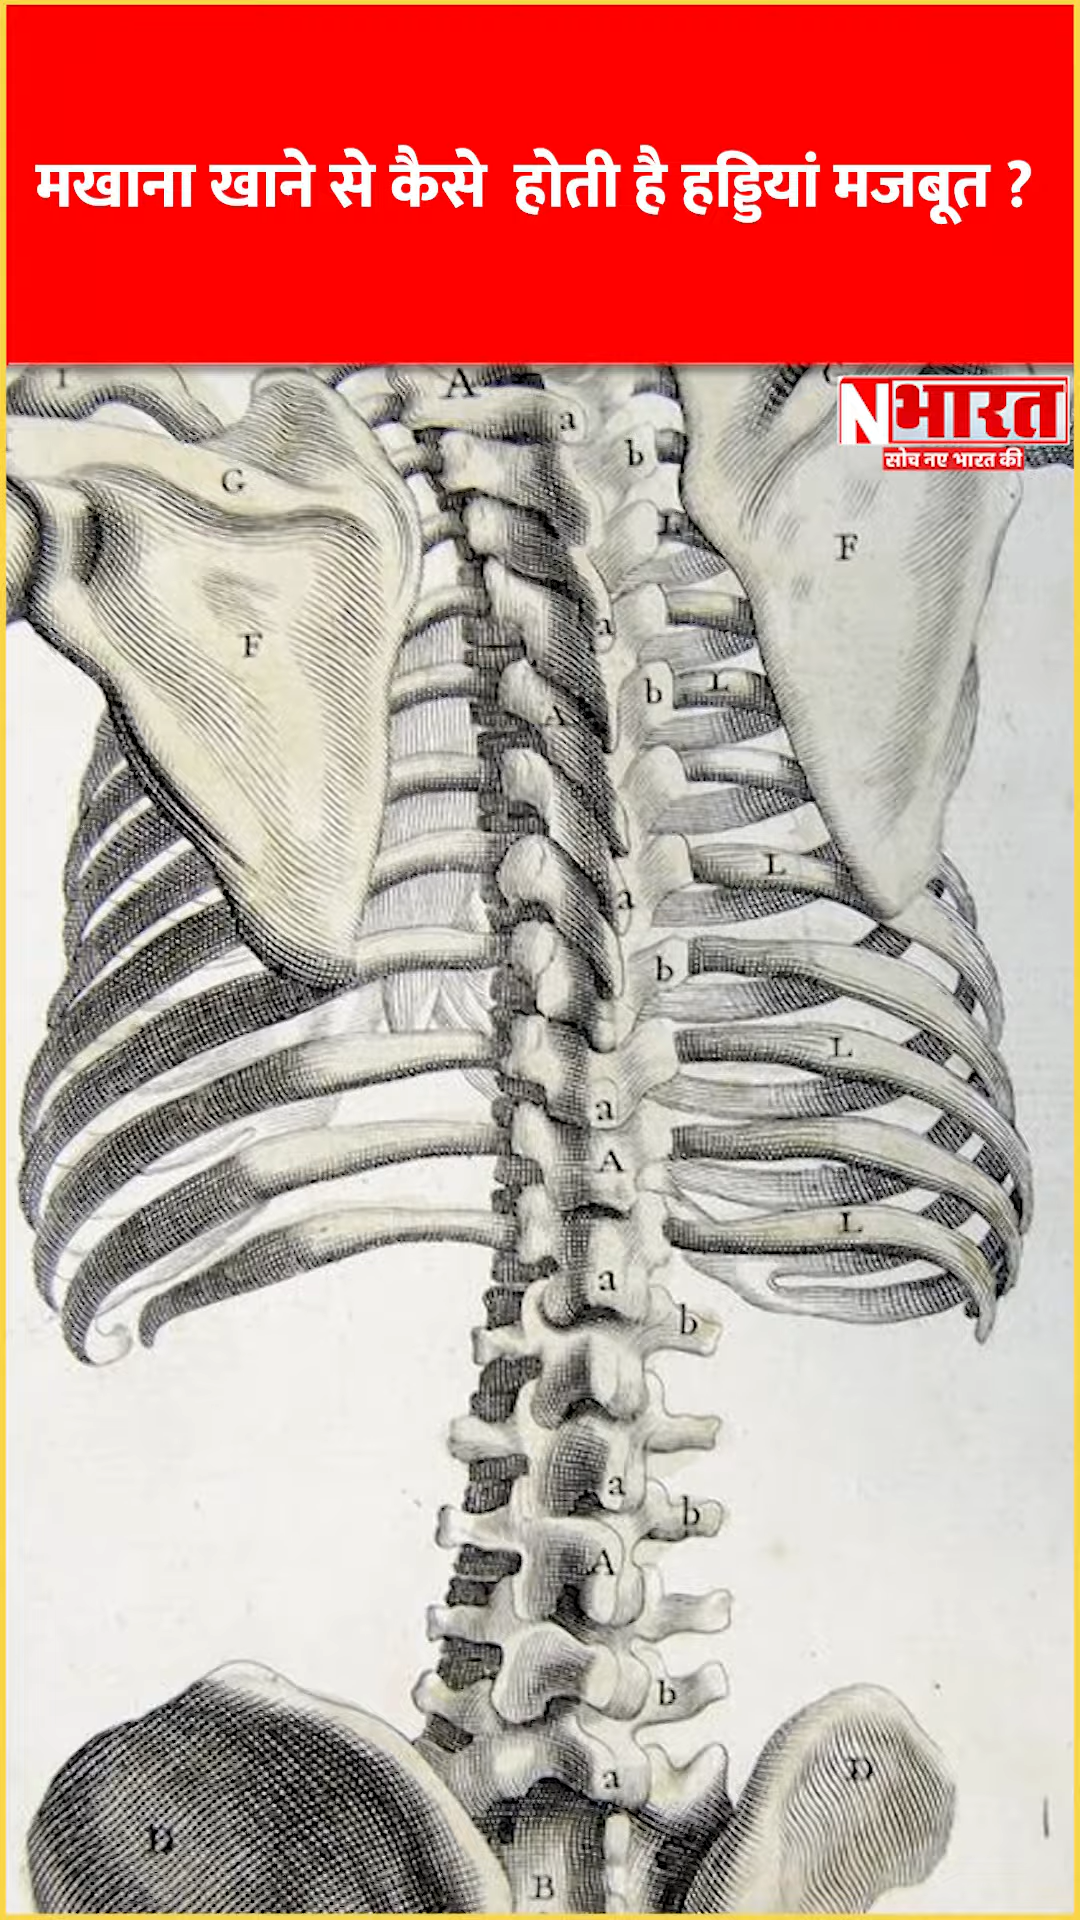 मखाना खाने से कैसे  होती है हड्डियां मजबूत ?
Nभारत
सोच नए भारत की
I
A
a
b
G
F
F
a
b
L
A
L
a
b
L
a
A
L
a
b
a
b
A
b
a
D
D
B